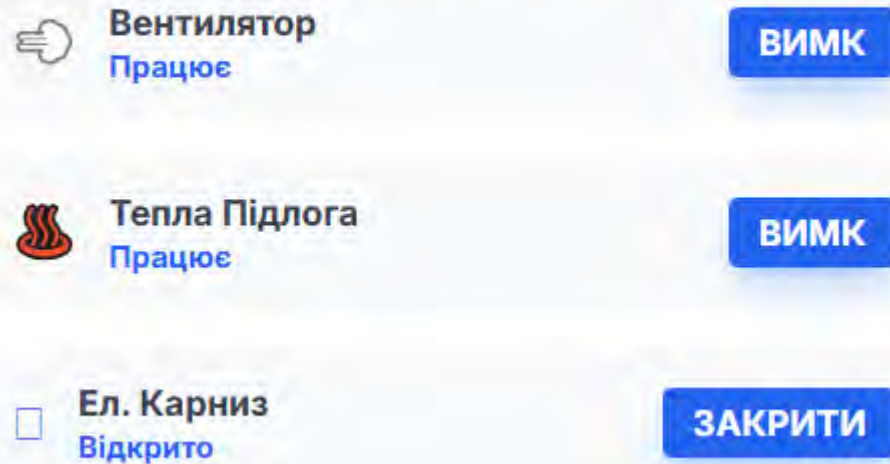 Вентилятор
Працює
ВИМК
Тепла Підлога
Працює
ВИМК
Ел. Карниз
Відкрито
ЗАКРИТИ